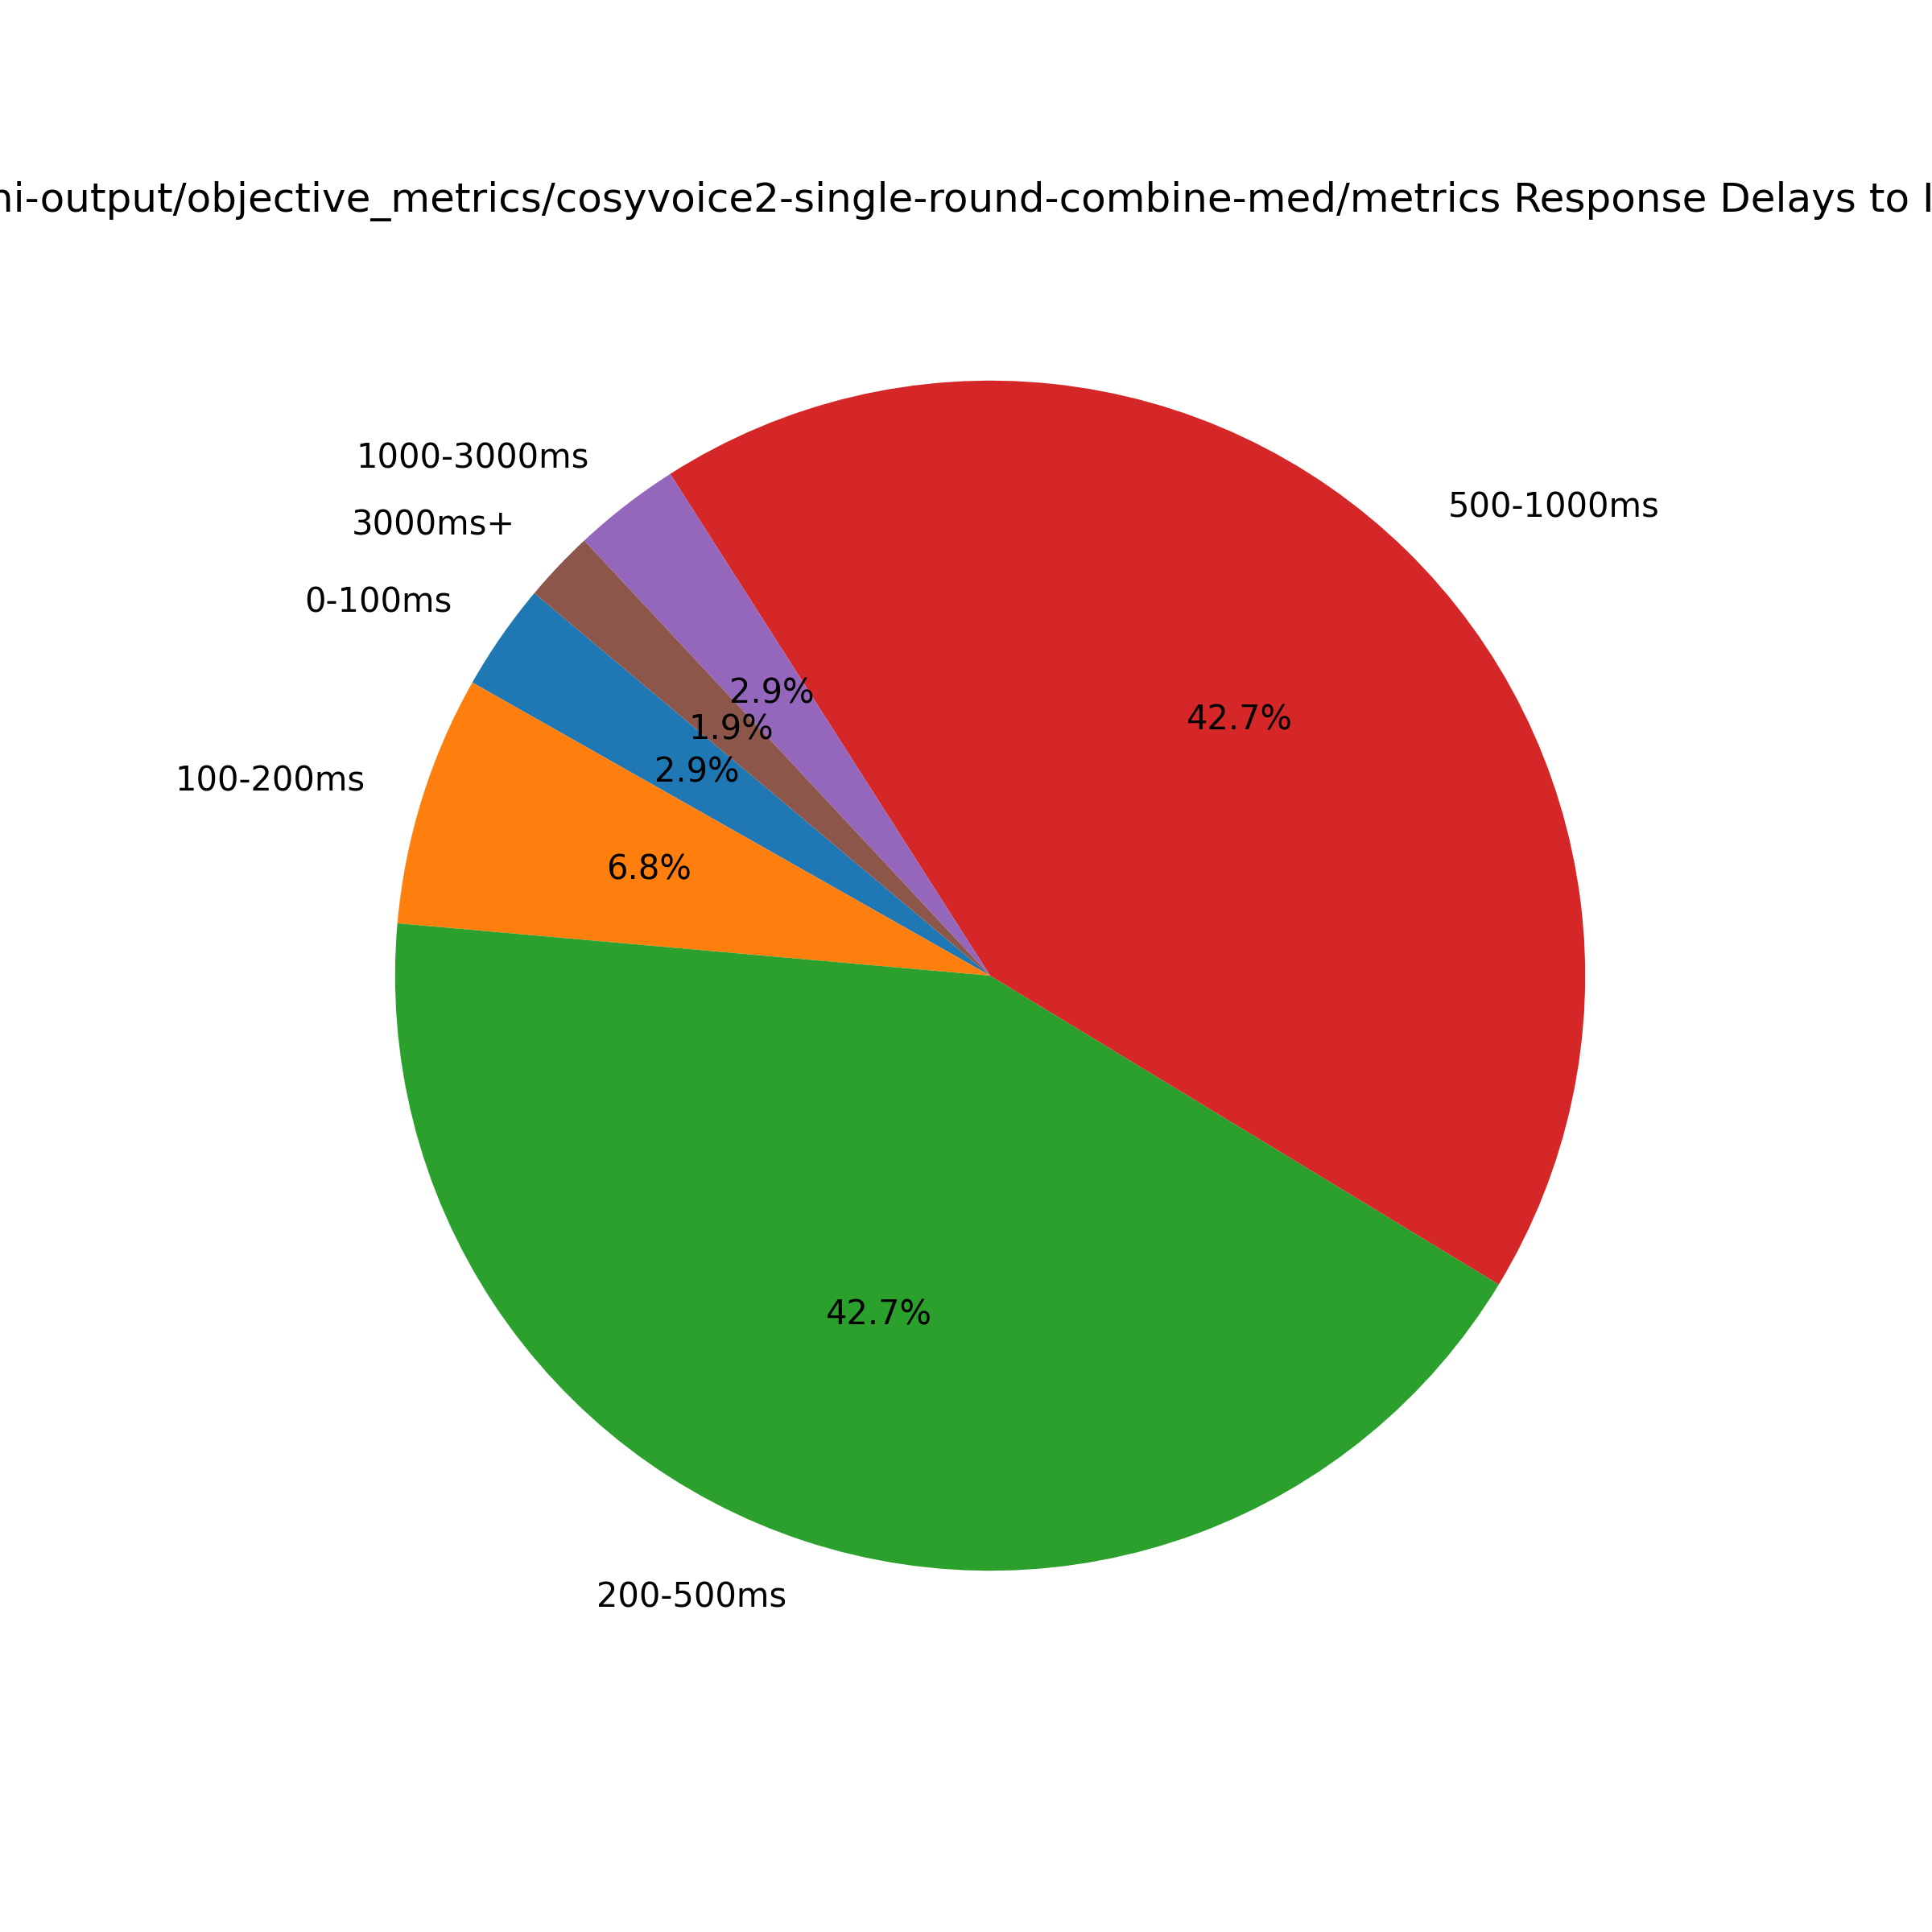 ni-output/objective_metrics/cosyvoice2-single-round-combine-med/metrics Response Delays to
1000-3000ms
500-1000ms
3000ms+
0-100ms
2.9%
42.7%
1.9%
2.9%
100-200ms
6.8%
42.7%
200-500ms